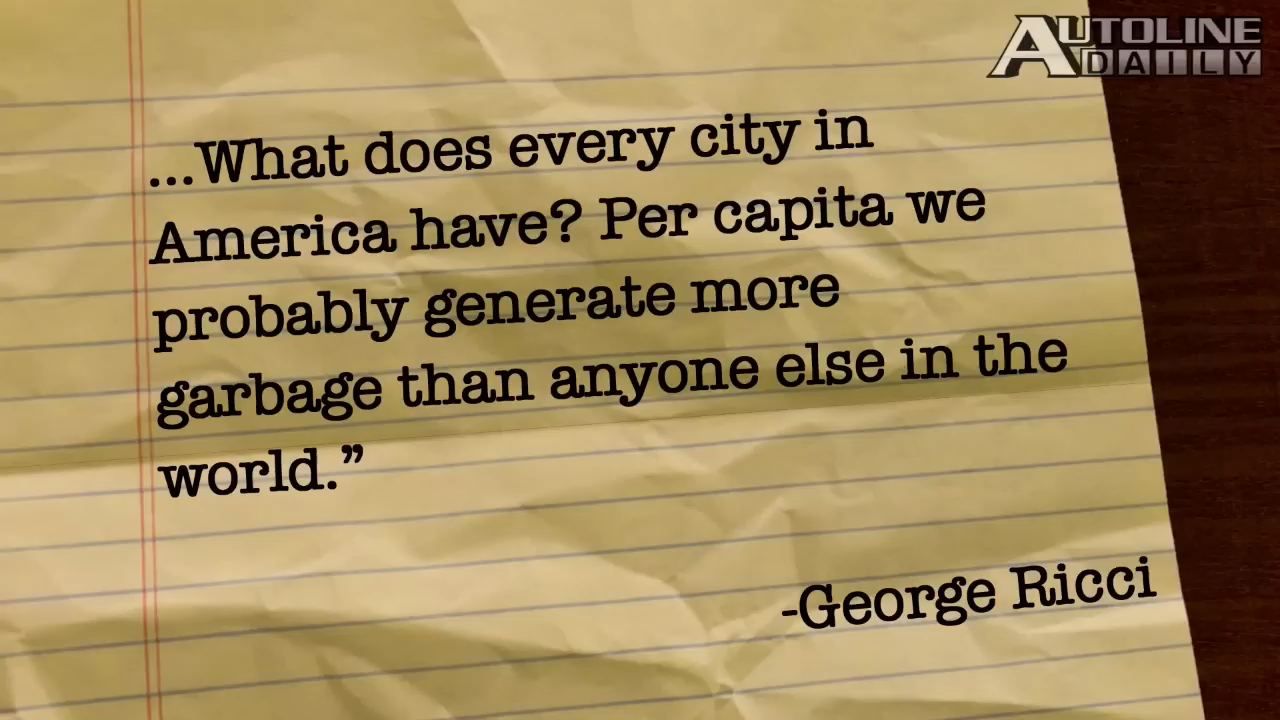 AUTOLINE
DAILY
...What does every city in
America have? Per capita we
probably generate more
garbage than anyone else in the
world.”
-George Ricci